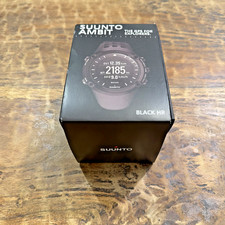 SUUNTO
AMBIT
THE GPS FOR
EXPLORERS
2185
BLACK HR
SUUNTO